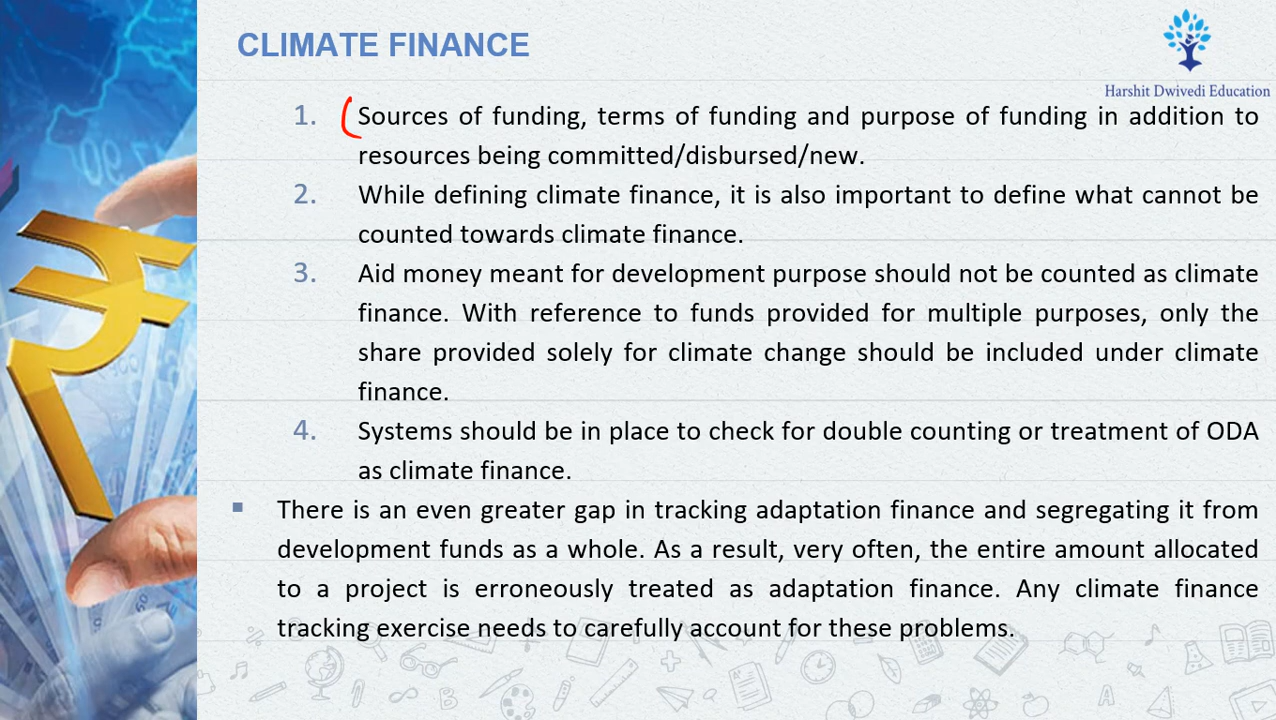 CLIMATE FINANCE
Harshit Dwivedi Education
1. Sources of funding, terms of funding and purpose of funding in addition to
resources being committed/disbursed/new.
2. While defining climate finance, it is also important to define what cannot be
counted towards climate finance.
3. Aid money meant for development purpose should not be counted as climate
finance. With reference to funds provided for multiple purposes, only the
share provided solely for climate change should be included under climate
finance.
4. Systems should be in place to check for double counting or treatment of ODA
as climate finance.
▪ There is an even greater gap in tracking adaptation finance and segregating it from
development funds as a whole. As a result, very often, the entire amount allocated
to a project is erroneously treated as adaptation finance. Any climate finance
tracking exercise needs to carefully account for these problems.